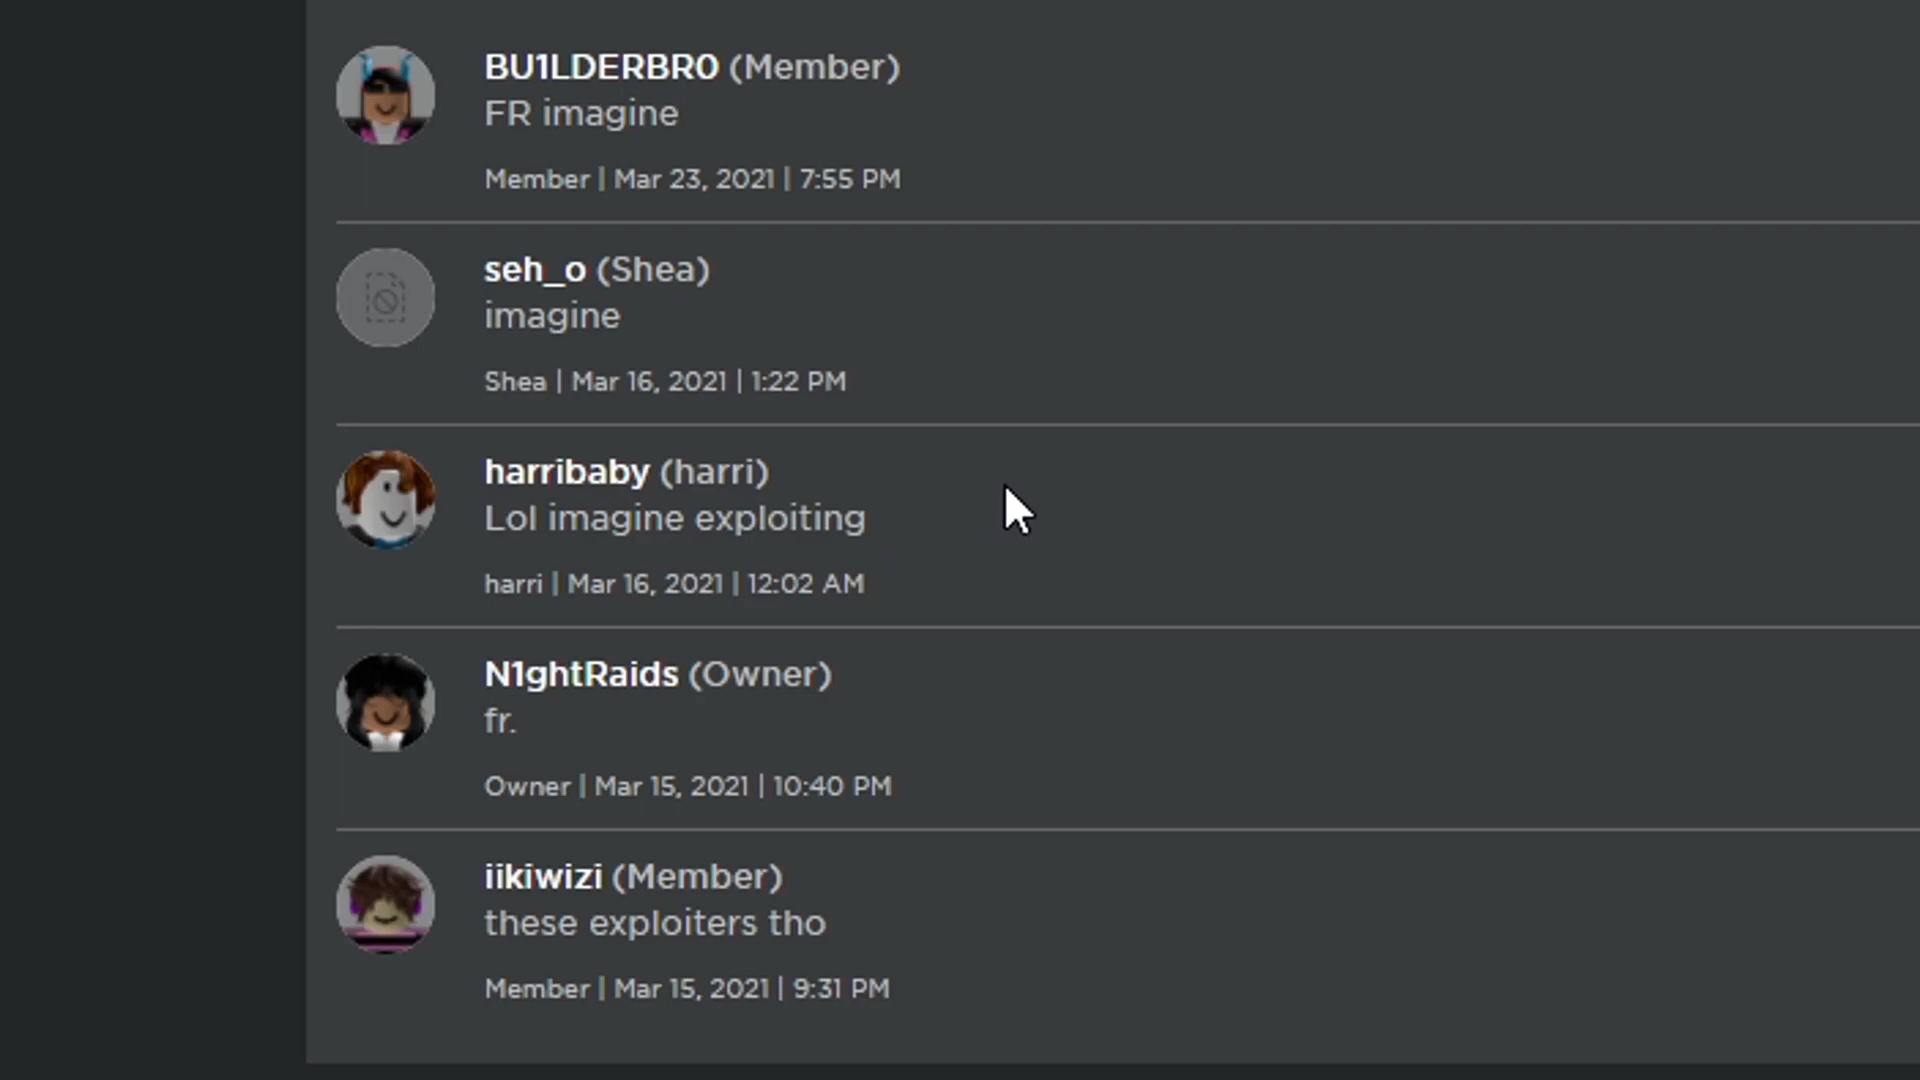 BU1LDERBR0 (Member)
FR imagine
Member | Mar 23, 2021 | 7:55 PM
seh_o (Shea)
imagine
Shea | Mar 16, 2021 | 1:22 PM
harribaby (harri)
Lol imagine exploiting
harri | Mar 16, 2021 | 12:02 AM
N1ghtRaids (Owner)
fr.
Owner | Mar 15, 2021 | 10:40 PM
iikiwizi (Member)
these exploiters tho
Member | Mar 15, 2021 | 9:31 PM